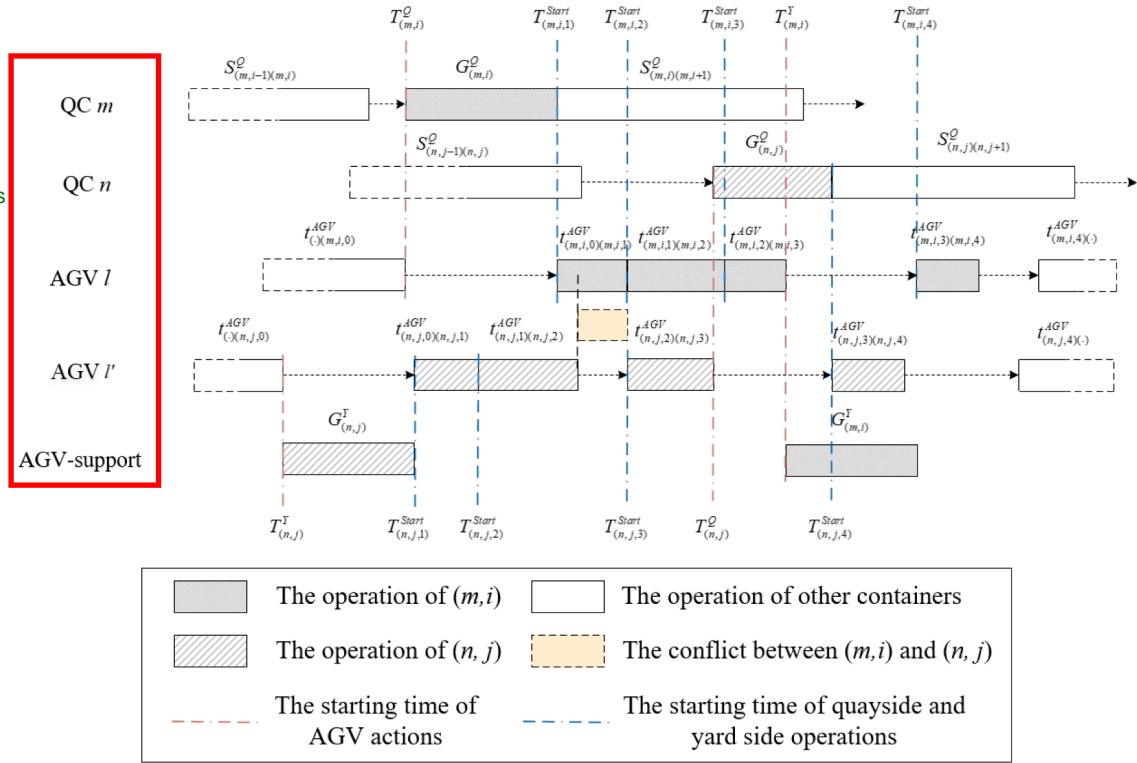 T^Q_(m,i) T^Start_(m,i,1) T^Start_(m,i,2) T^Start_(m,i,3) T^Σ_(m,i) T^Start_(m,i,4)
S^Q_(m,i-1)(m,i) G^Q_(m,i) S^Q_(m,i)(m,i+1)
QC m
S^Q_(n,j-1)(n,j) G^Q_(n,j) S^Q_(n,j)(n,j+1)
QC n
s
t^AGV_(·)(m,i,0) t^AGV_(m,i,0)(m,i,1) t^AGV_(m,i,1)(m,i,2) t^AGV_(m,i,2)(m,i,3) t^AGV_(m,i,3)(m,i,4) t^AGV_(m,i,4)(·)
AGV l
t^AGV_(·)(n,j,0) t^AGV_(n,j,0)(n,j,1) t^AGV_(n,j,1)(n,j,2) t^AGV_(n,j,2)(n,j,3) t^AGV_(n,j,3)(n,j,4) t^AGV_(n,j,4)(·)
AGV l'
G^Σ_(n,j) G^Σ_(m,i)
AGV-support
T^Σ_(n,j) T^Start_(n,j,1) T^Start_(n,j,2) T^Start_(n,j,3) T^Q_(n,j) T^Start_(n,j,4)
The operation of (m,i) The operation of other containers
The operation of (n, j) The conflict between (m,i) and (n, j)
The starting time of
AGV actions
The starting time of quayside and
yard side operations